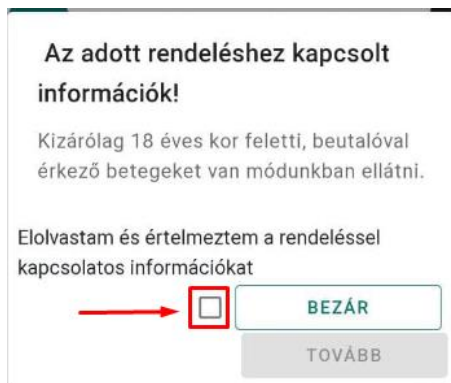 Az adott rendeléshez kapcsolt
információk!
Kizárólag 18 éves kor feletti, beutalóval
érkező betegeket van módunkban ellátni.
Elolvastam és értelmeztem a rendeléssel
kapcsolatos információkat
BEZÁR
TOVÁBB